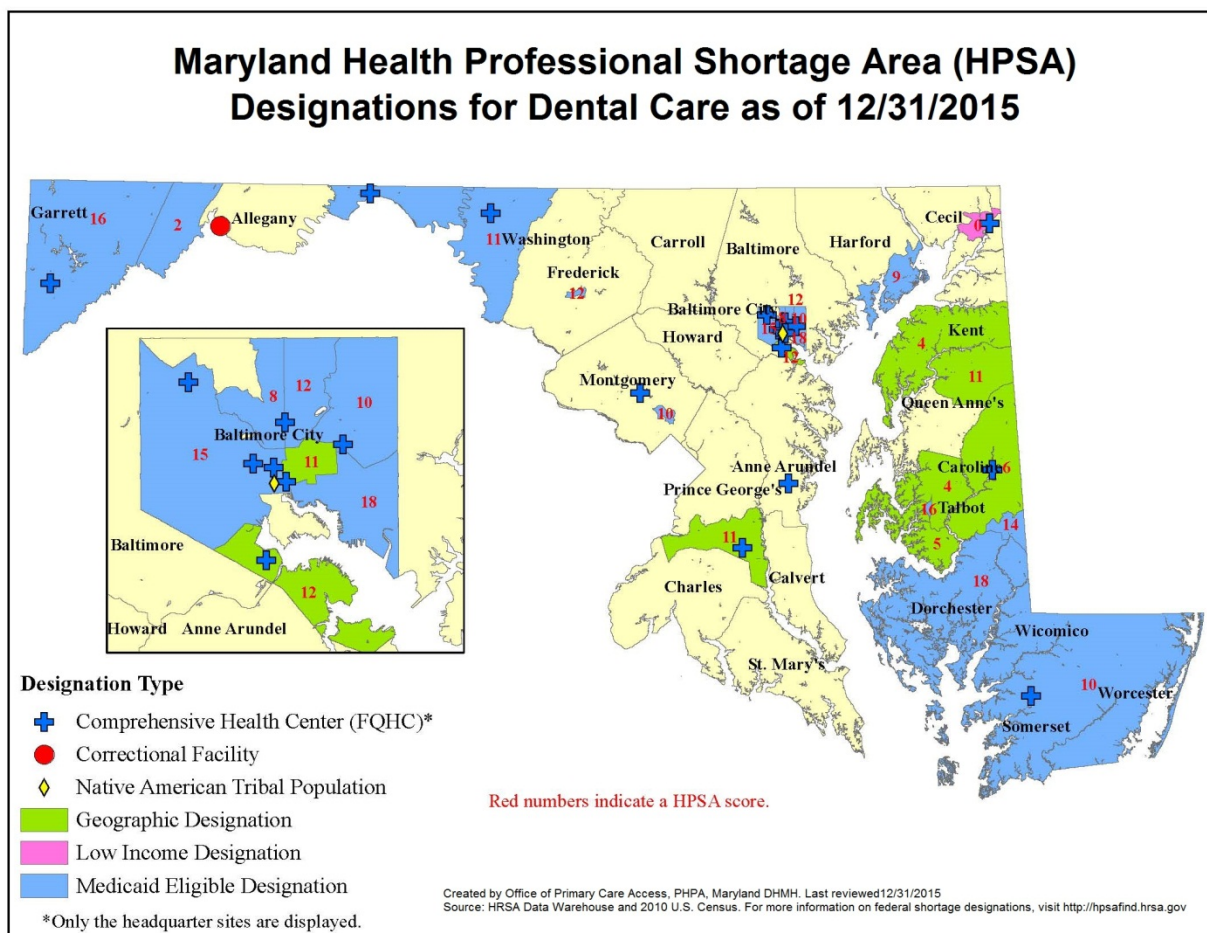 Maryland Health Professional Shortage Area (HPSA)
Designations for Dental Care as of 12/31/2015
Garrett
16
2
Allegany
11
Washington
Frederick
12
Carroll
Baltimore
Harford
9
Cecil
0
12
Baltimore City
10
18
12
Howard
Montgomery
10
Kent
4
11
Queen Anne's
Anne Arundel
Prince George's
Caroline
6
4
16
Talbot
14
5
11
Charles
Calvert
18
Dorchester
Wicomico
St. Mary's
10
Worcester
Somerset
8
12
10
Baltimore City
15
11
18
Baltimore
12
Howard
Anne Arundel
Designation Type
Comprehensive Health Center (FQHC)*
Correctional Facility
Native American Tribal Population
Geographic Designation
Low Income Designation
Medicaid Eligible Designation
*Only the headquarter sites are displayed.
Red numbers indicate a HPSA score.
Created by Office of Primary Care Access, PHPA, Maryland DHMH. Last reviewed12/31/2015
Source: HRSA Data Warehouse and 2010 U.S. Census. For more information on federal shortage designations, visit http://hpsafind.hrsa.gov